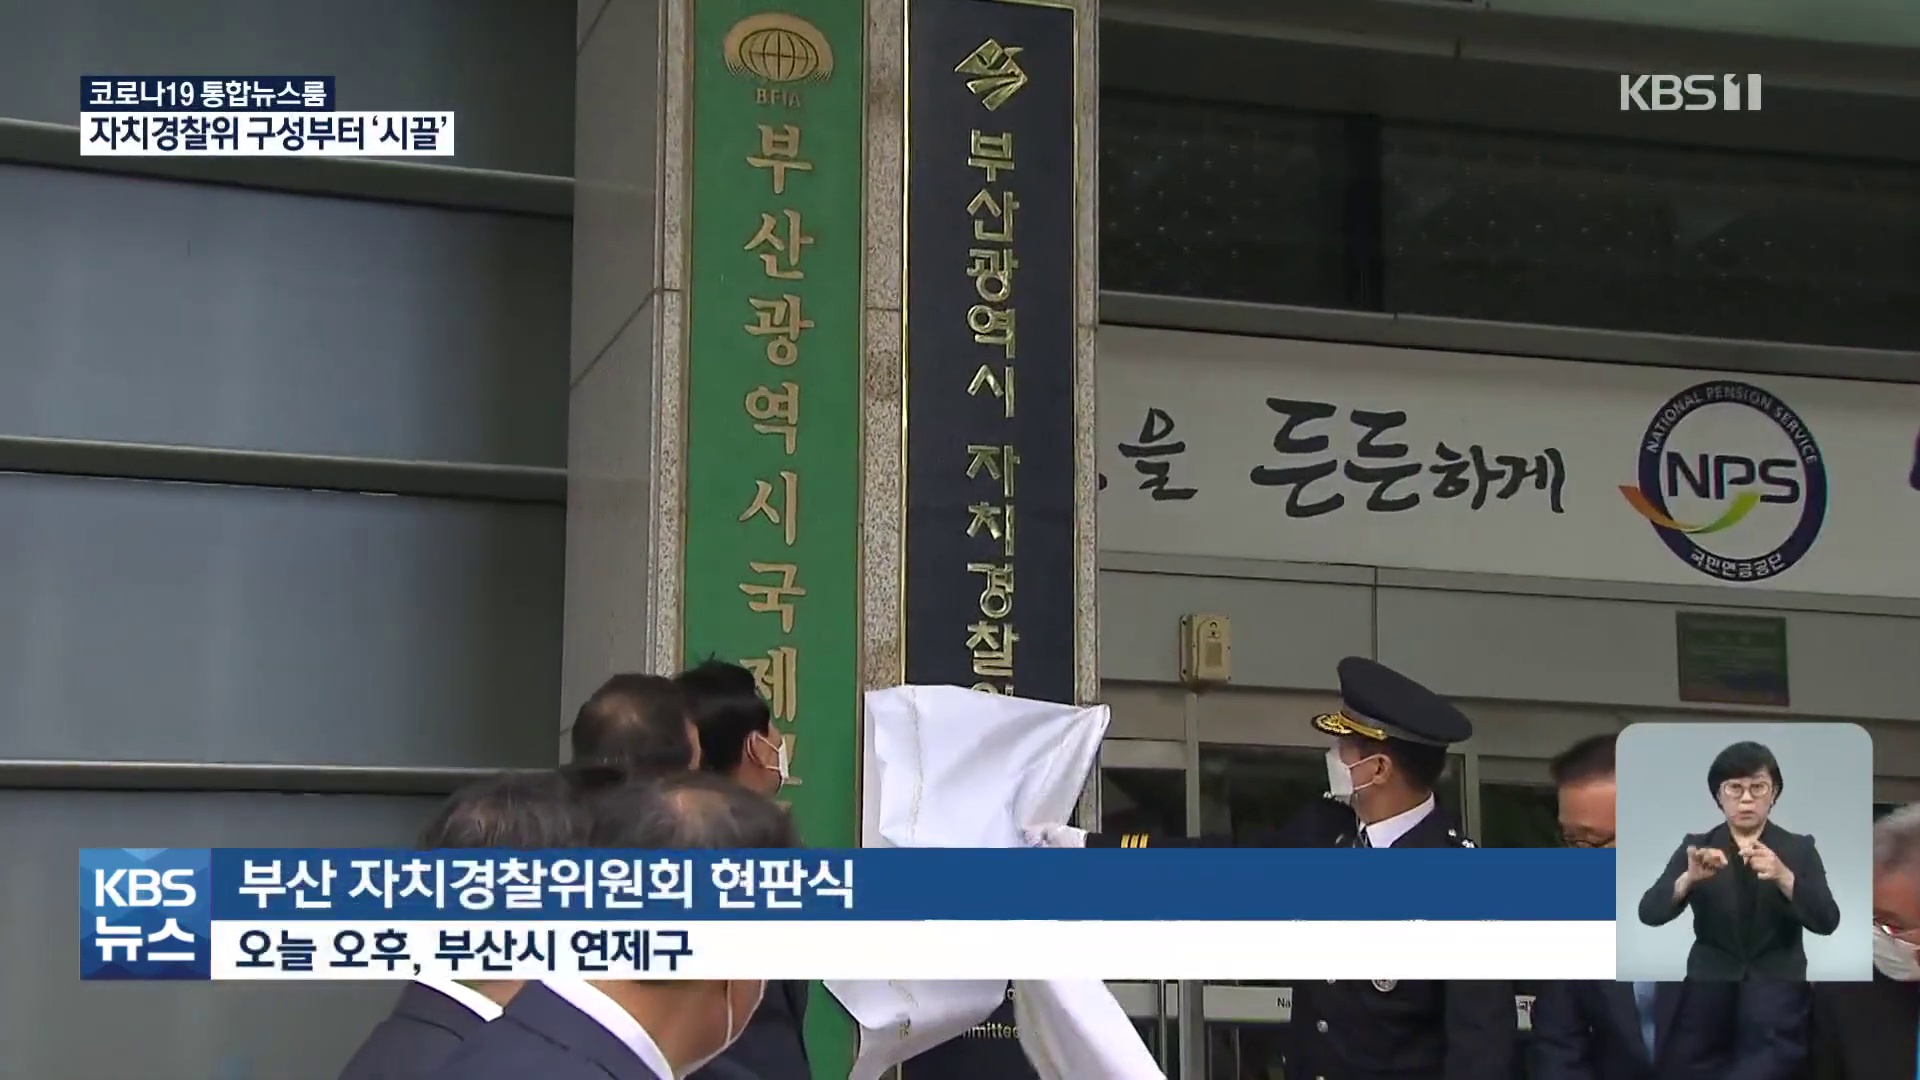 코로나19 통합뉴스룸
자치경찰위 구성부터 ‘시끌’
KBS 1
BFIA
부산광역시국제
부산광역시 자치경찰
을 든든하게
NATIONAL PENSION SERVICE
NPS
국민연금공단
KBS
뉴스
부산 자치경찰위원회 현판식
오늘 오후, 부산시 연제구